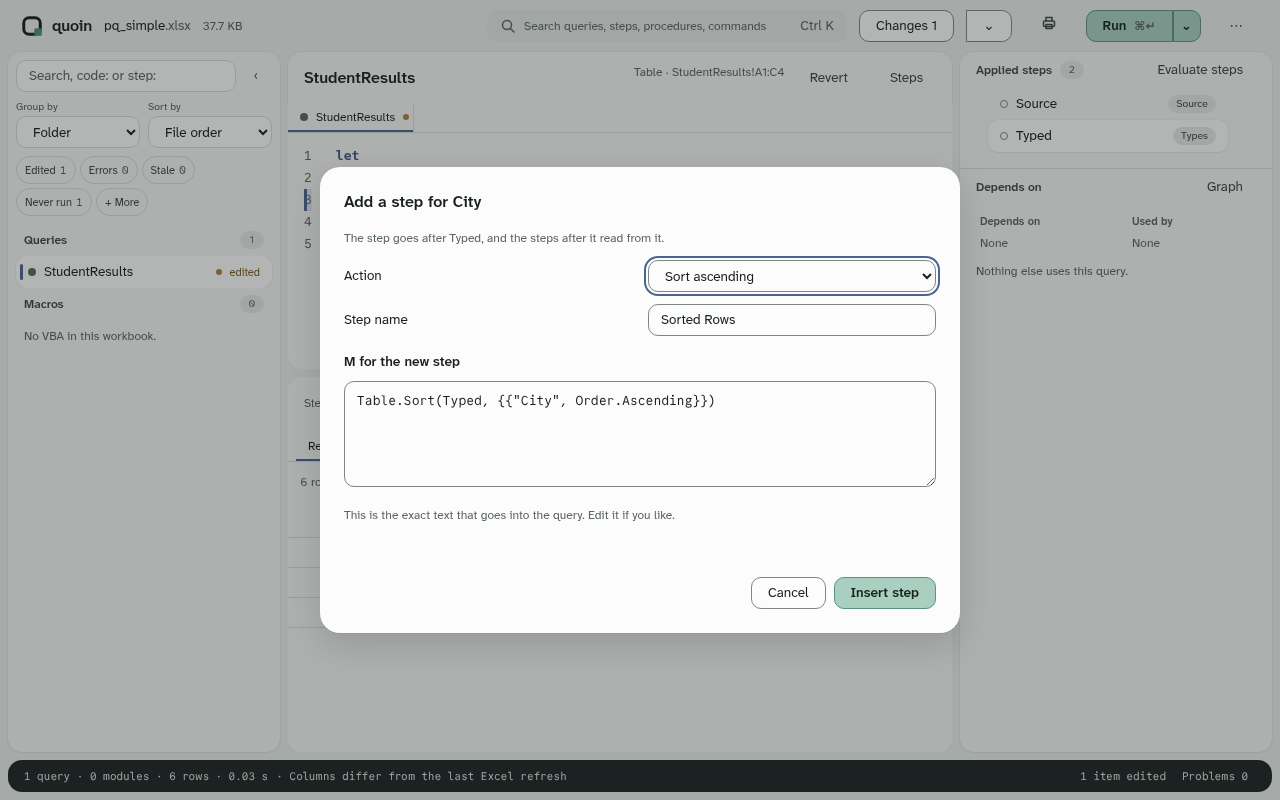 quoin pq_simple.xlsx 37.7 KB Search queries, steps, procedures, commands Ctrl K Changes 1 Run ⌘↵ ...
Search, code: or step:
Group by Sort by
Folder File order
Edited 1 Errors 0 Stale 0
Never run 1 + More
Queries 1
StudentResults edited
Macros 0
No VBA in this workbook.
StudentResults Table · StudentResults!A1:C4 Revert Steps
StudentResults
1 let
2
3
4
5
Add a step for City
The step goes after Typed, and the steps after it read from it.
Action Sort ascending
Step name Sorted Rows
M for the new step
Table.Sort(Typed, {{"City", Order.Ascending}})
This is the exact text that goes into the query. Edit it if you like.
Cancel Insert step
Applied steps 2 Evaluate steps
Source Source
Typed Types
Depends on Graph
Depends on Used by
None None
Nothing else uses this query.
1 query · 0 modules · 6 rows · 0.03 s · Columns differ from the last Excel refresh 1 item edited Problems 0